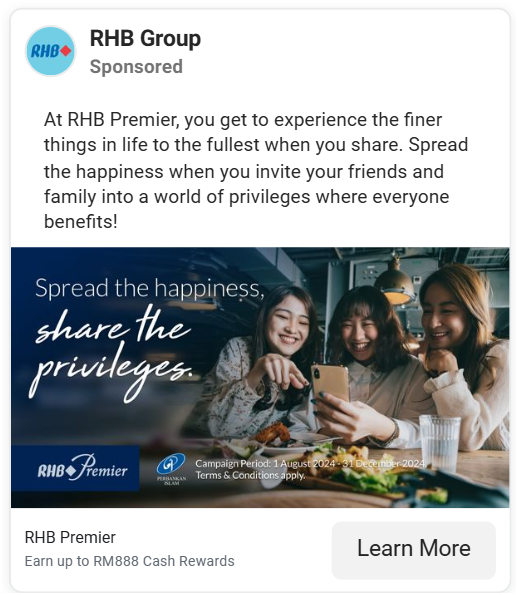 RHB
RHB Group
Sponsored
At RHB Premier, you get to experience the finer
things in life to the fullest when you share. Spread
the happiness when you invite your friends and
family into a world of privileges where everyone
benefits!
Spread the happiness,
share the
privileges.
RHB Premier
PERBANKAN
ISLAM
Campaign Period: 1 August 2024 - 31 December 2024.
Terms & Conditions apply.
RHB Premier
Earn up to RM888 Cash Rewards
Learn More